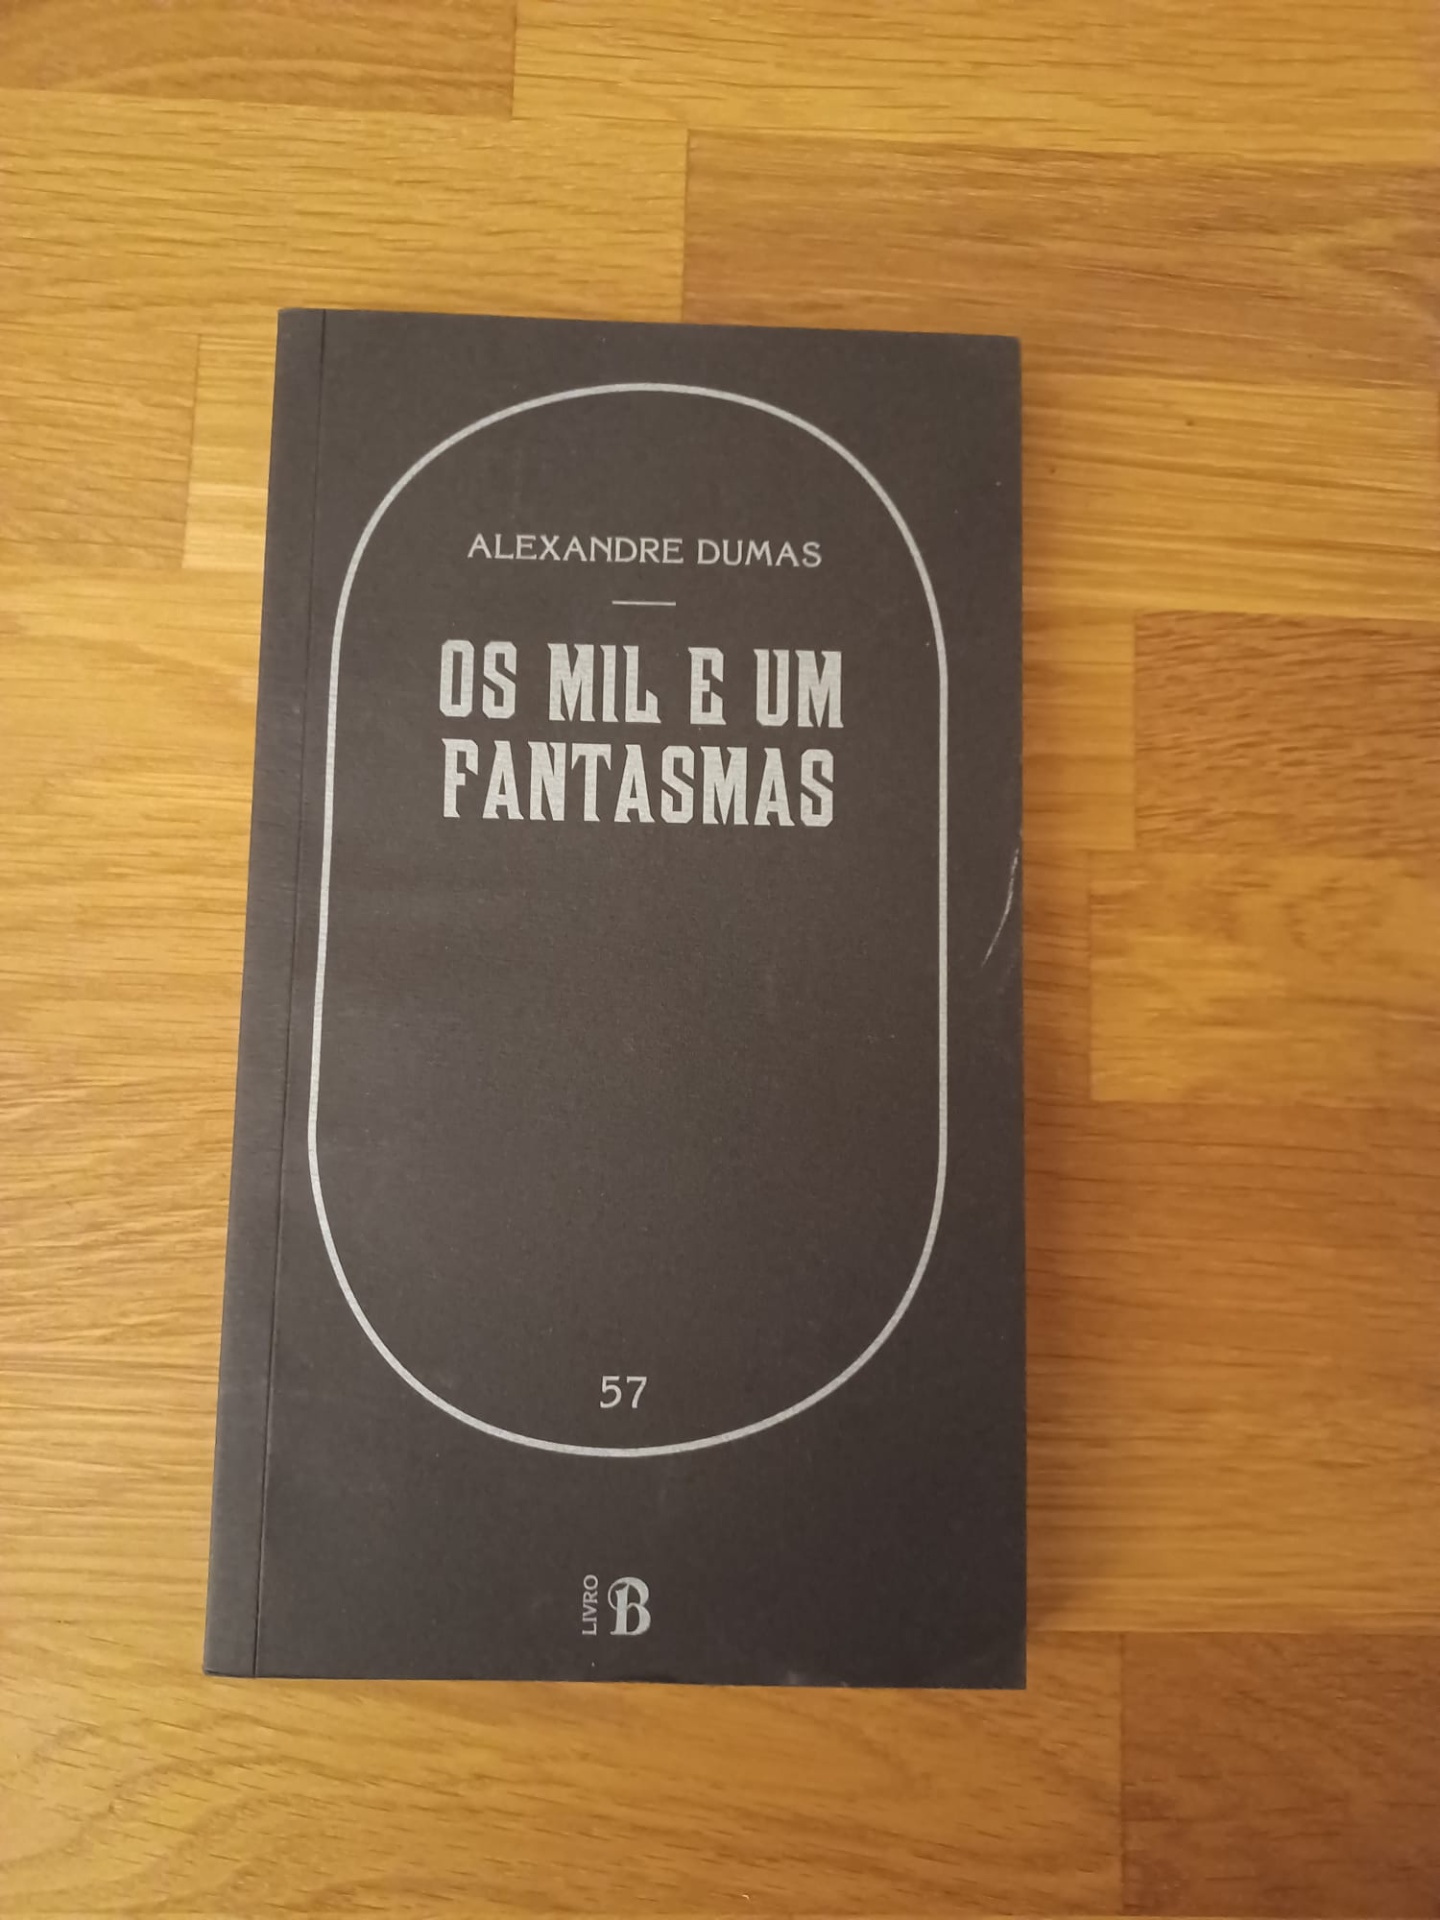 ALEXANDRE DUMAS
OS MIL E UM
FANTASMAS
57
LIVRO
B